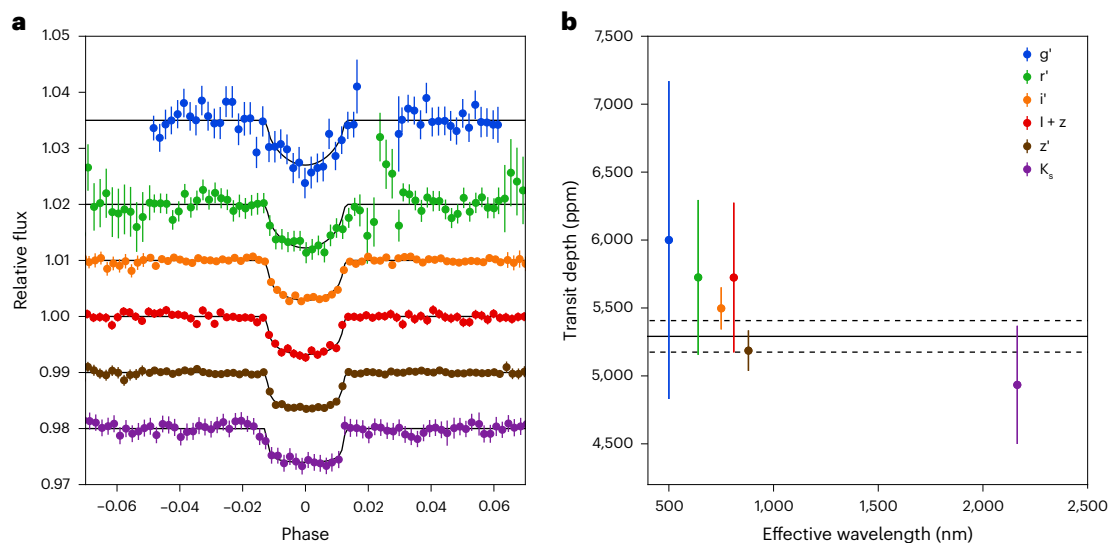 a
1.05
1.04
1.03
1.02
1.01
1.00
0.99
0.98
0.97
Relative flux
−0.06 −0.04 −0.02 0 0.02 0.04 0.06
Phase
b
7,500
7,000
6,500
6,000
5,500
5,000
4,500
Transit depth (ppm)
g'
r'
i'
I + z
z'
Ks
500 1,000 1,500 2,000 2,500
Effective wavelength (nm)